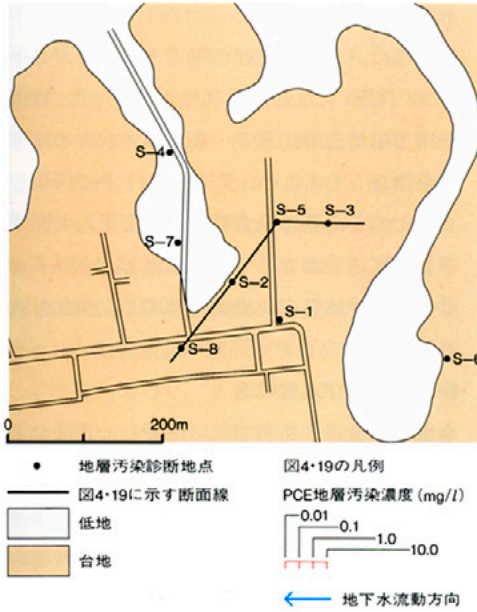 S-4
S-5
S-3
S-7
S-2
S-1
S-8
S-6
0
200m
地層汚染診断地点
図4・19に示す断面線
低地
台地
図4・19の凡例
PCE地層汚染濃度(mg/l)
0.01
0.1
1.0
10.0
地下水流動方向